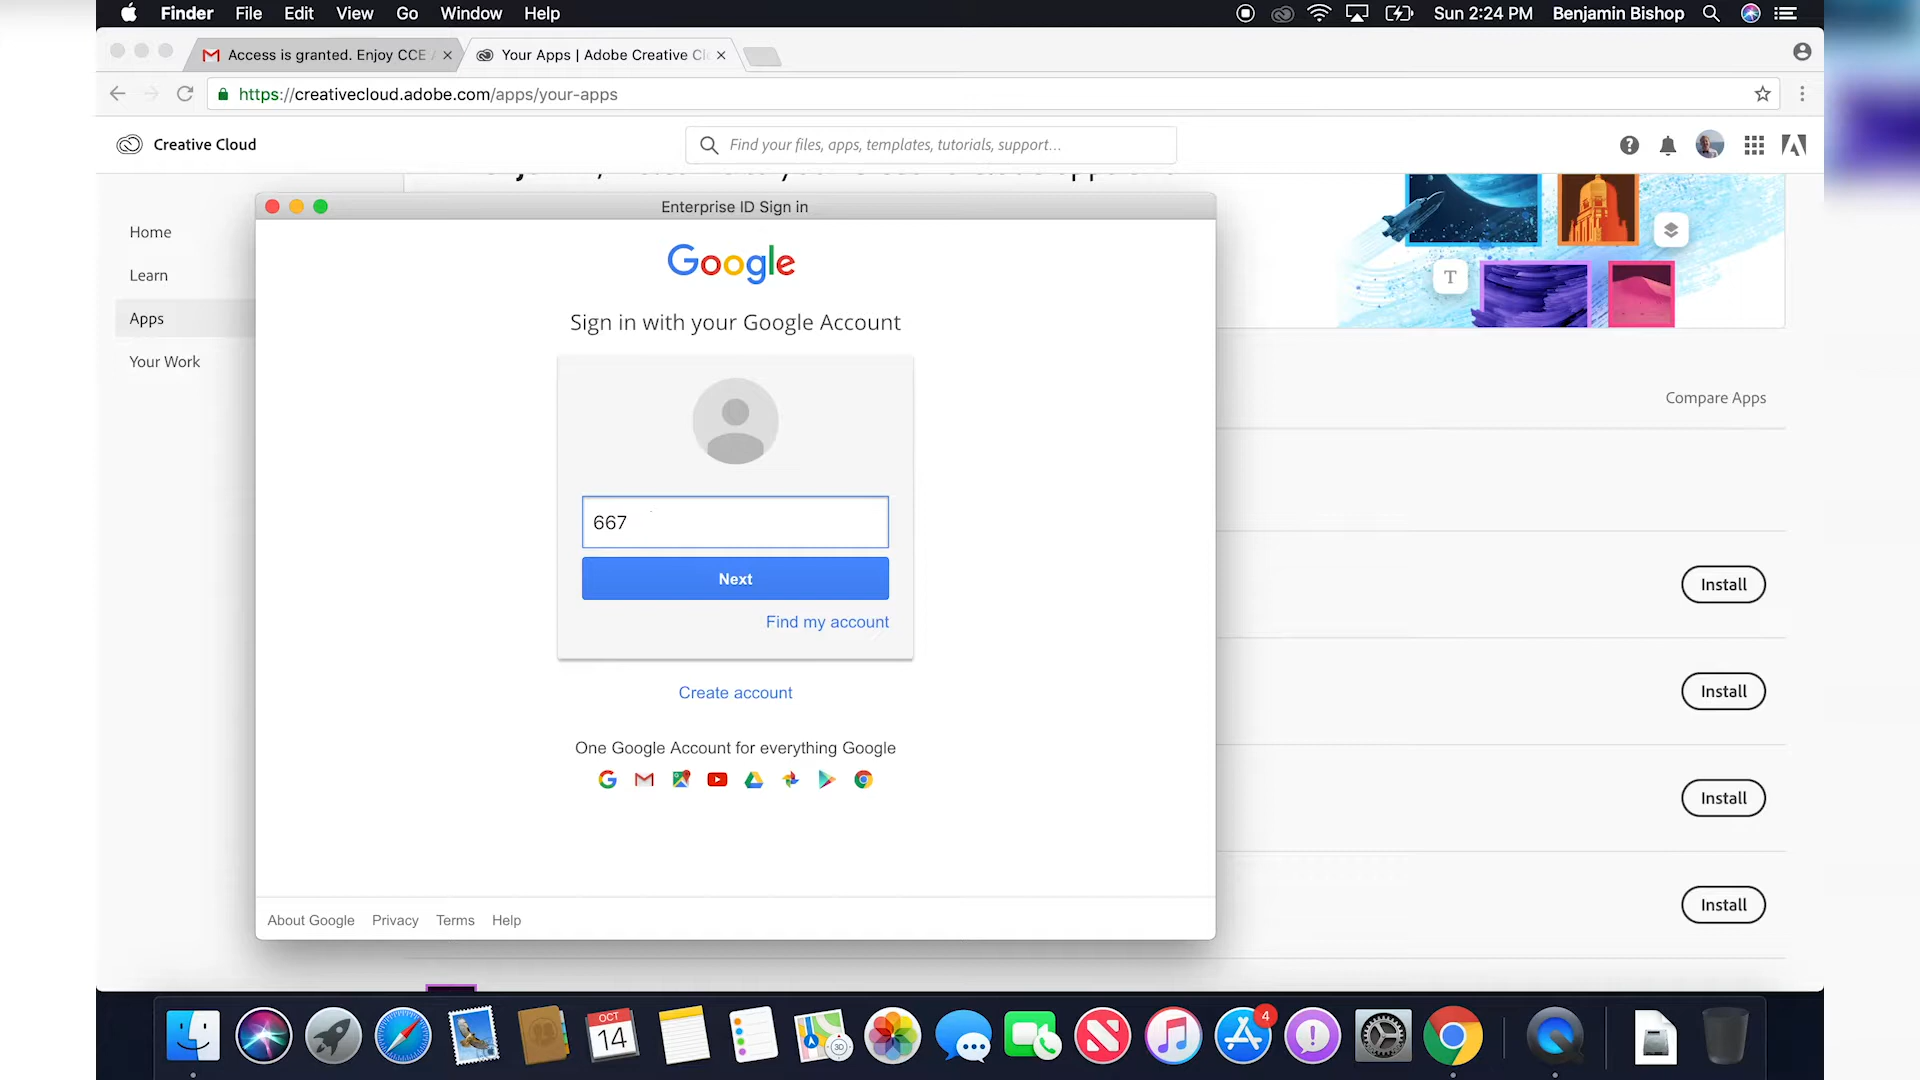 Finder File Edit View Go Window Help Sun 2:24 PM Benjamin Bishop
Access is granted. Enjoy CCE
Your Apps | Adobe Creative Cl
https://creativecloud.adobe.com/apps/your-apps
Creative Cloud
Find your files, apps, templates, tutorials, support...
Home
Learn
Apps
Your Work
Enterprise ID Sign in
Google
Sign in with your Google Account
667
Next
Find my account
Create account
One Google Account for everything Google
About Google Privacy Terms Help
T
Compare Apps
Install
Install
Install
Install
OCT
14
4